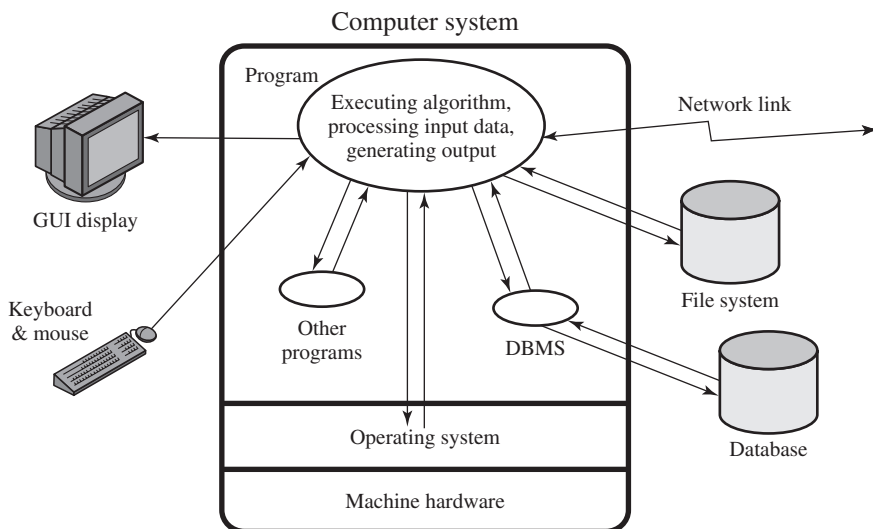 Computer system
Program
Executing algorithm,
processing input data,
generating output
Network link
GUI display
File system
Keyboard
& mouse
Other
programs
DBMS
Operating system
Database
Machine hardware